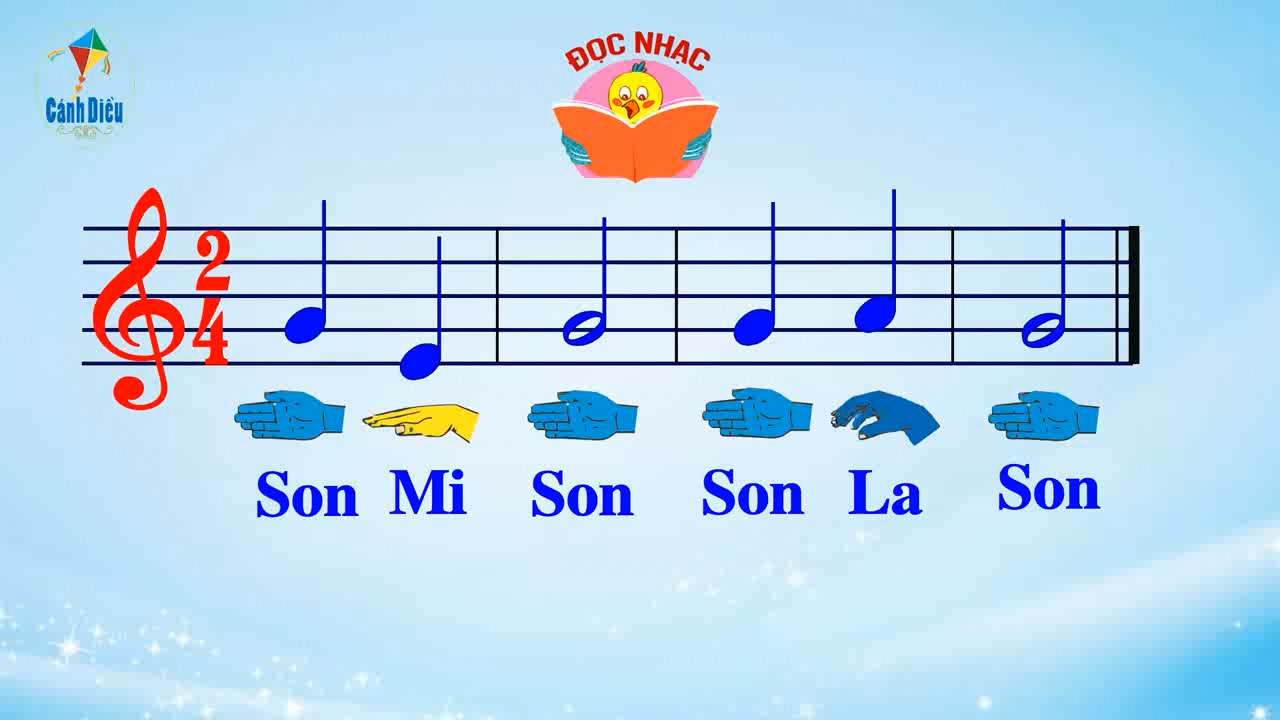 Cánh Diều
ĐỌC NHẠC
2
4
Son Mi Son Son La Son